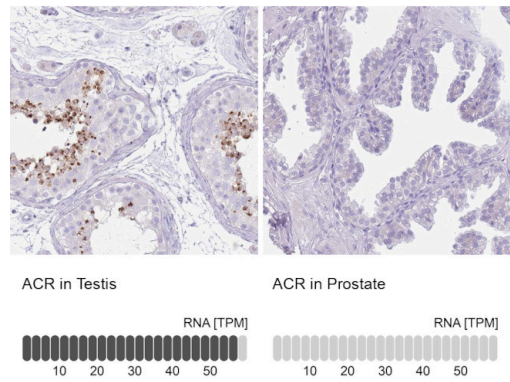 ACR in Testis
ACR in Prostate
RNA [TPM]
RNA [TPM]
10 20 30 40 50
10 20 30 40 50